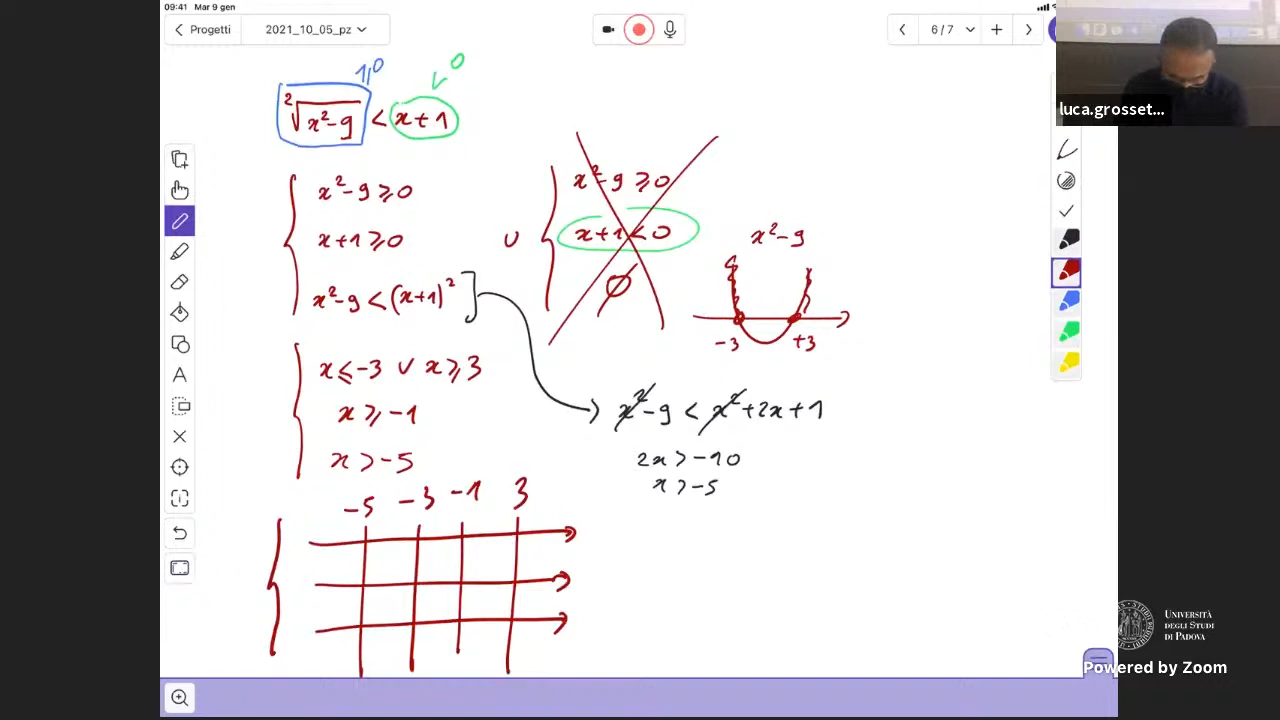 09:41 Mar 9 gen
Progetti
2021_10_05_pz
6/7
luca.grosset...
≥0
>0
²√x²-9 < x+1
x²-9 ≥ 0
x+1 ≥ 0
x²-9 < (x+1)²
∪
x²-9 ≥ 0
x+1 < 0
∅
x²-9
-3 +3
x ≤ -3 ∨ x ≥ 3
x ≥ -1
x > -5
x²-9 < x²+2x+1
2x > -10
x > -5
-5 -3 -1 3
A
UNIVERSITÀ
DEGLI STUDI
DI PADOVA
Powered by Zoom